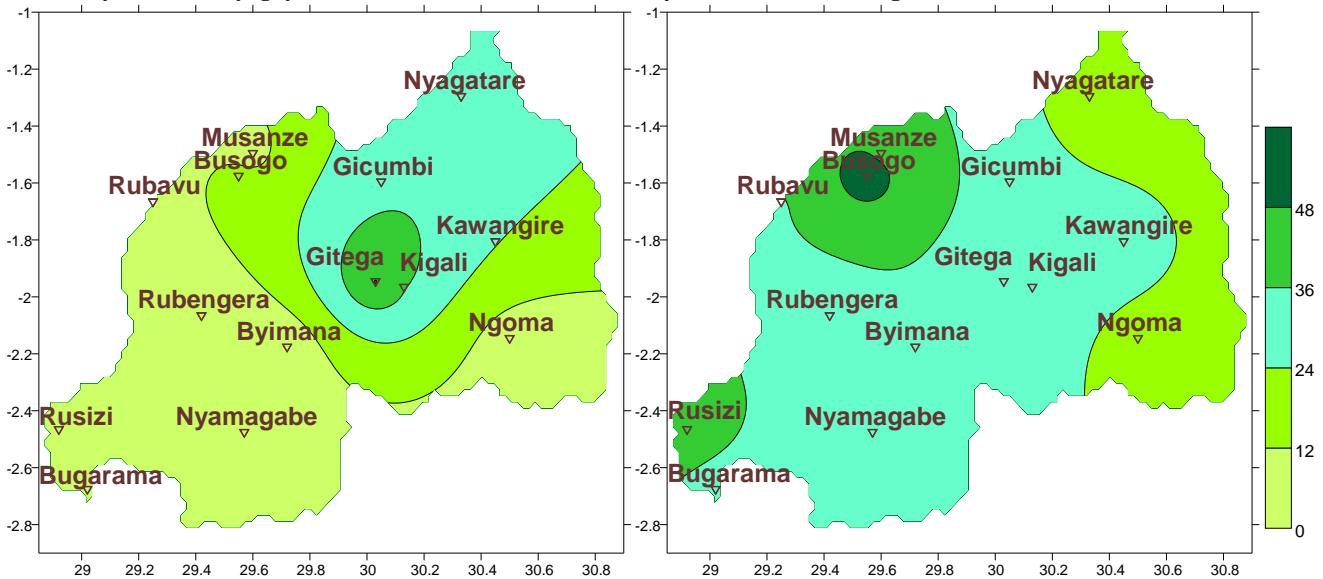 -1
-1.2
-1.4
-1.6
-1.8
-2
-2.2
-2.4
-2.6
-2.8
Nyagatare
Musanze
Busogo
Gicumbi
Rubavu
Kawangire
Gitega
Kigali
Rubengera
Byimana
Ngoma
Rusizi
Nyamagabe
Bugarama
29 29.2 29.4 29.6 29.8 30 30.2 30.4 30.6 30.8
-1
-1.2
-1.4
-1.6
-1.8
-2
-2.2
-2.4
-2.6
-2.8
Nyagatare
Musanze
Busogo
Gicumbi
Rubavu
Kawangire
Gitega
Kigali
Rubengera
Byimana
Ngoma
Rusizi
Nyamagabe
Bugarama
29 29.2 29.4 29.6 29.8 30 30.2 30.4 30.6 30.8
48
36
24
12
0